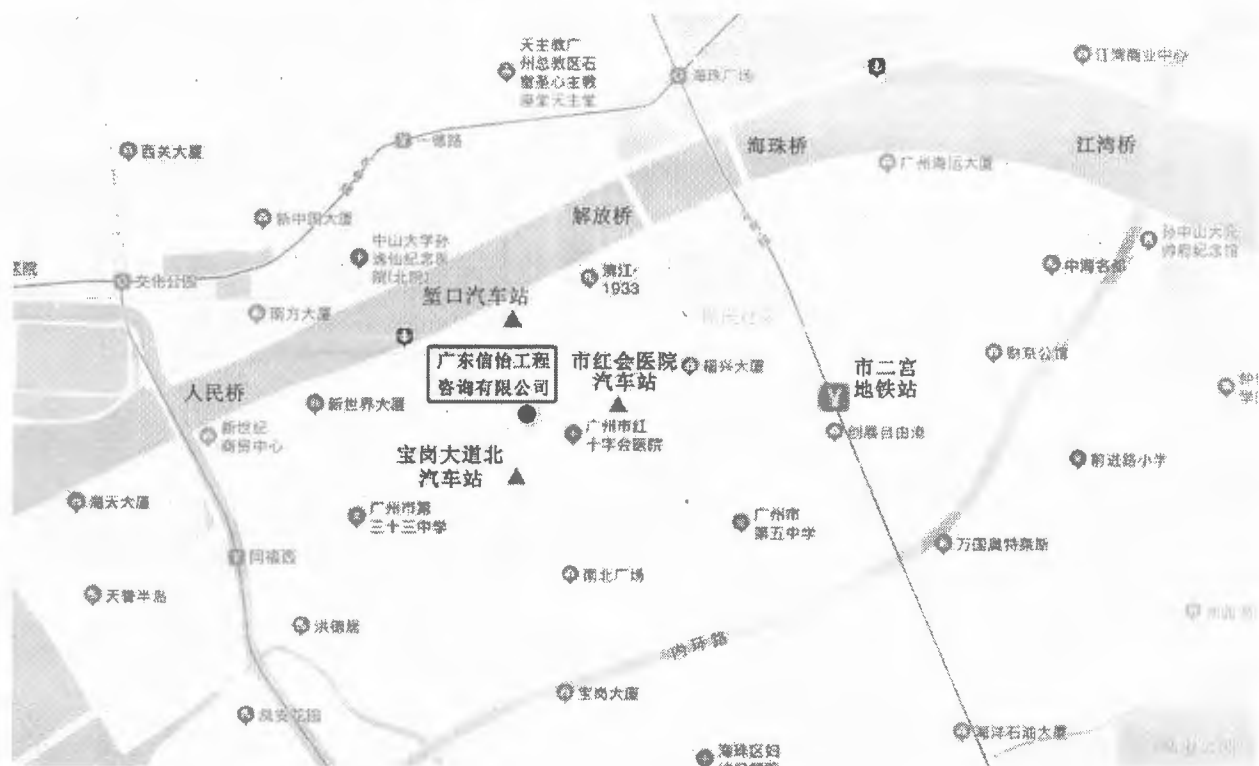 天主教广
州总教区石
室圣心主教
座堂天主堂
海珠广场
江湾商业中心
一德路
西关大厦
海珠桥
江湾桥
广州海运大厦
新中国大厦
解放桥
中山大学孙
逸仙纪念医
院(北院)
孙中山大元
帅府纪念馆
医院
文化公园
漓江·
1933
中海名都
堑口汽车站
南方大厦
广东信怡工程
咨询有限公司
市红会医院
汽车站
福兴大厦
市二宫
地铁站
人民桥
新世界大厦
新世纪
商贸中心
广州市红
十字会医院
创展自由港
宝岗大道北
汽车站
前进路小学
海天大厦
广州市第
三十三中学
广州市
第五中学
万国奥特莱斯
同福西
南北广场
天誉半岛
洪德居
内环路
宝岗大厦
凤安花园
海洋石油大厦
海珠区妇